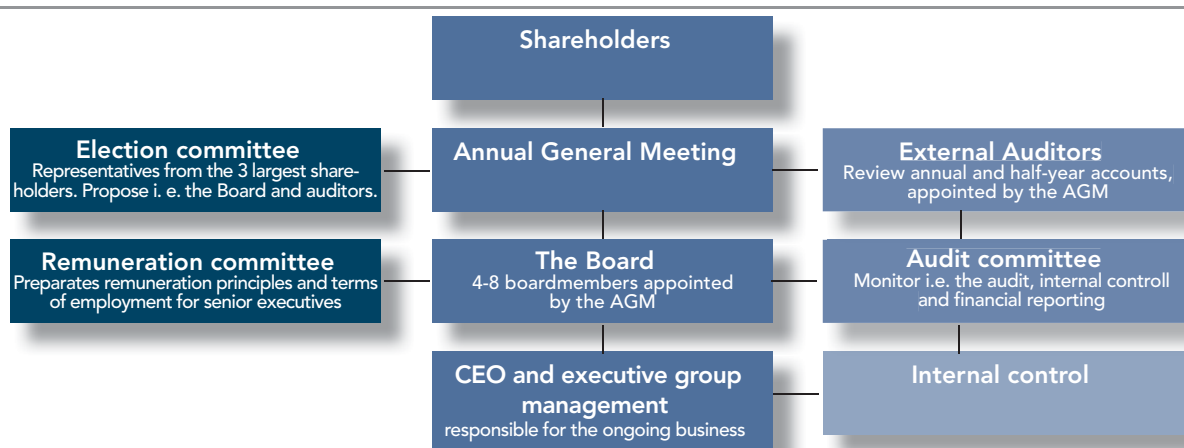 Shareholders
Election committee
Representatives from the 3 largest share-
holders. Propose i. e. the Board and auditors.
Annual General Meeting
External Auditors
Review annual and half-year accounts,
appointed by the AGM
Remuneration committee
Preparates remuneration principles and terms
of employment for senior executives
The Board
4-8 boardmembers appointed
by the AGM
Audit committee
Monitor i.e. the audit, internal controll
and financial reporting
CEO and executive group
management
responsible for the ongoing business
Internal control